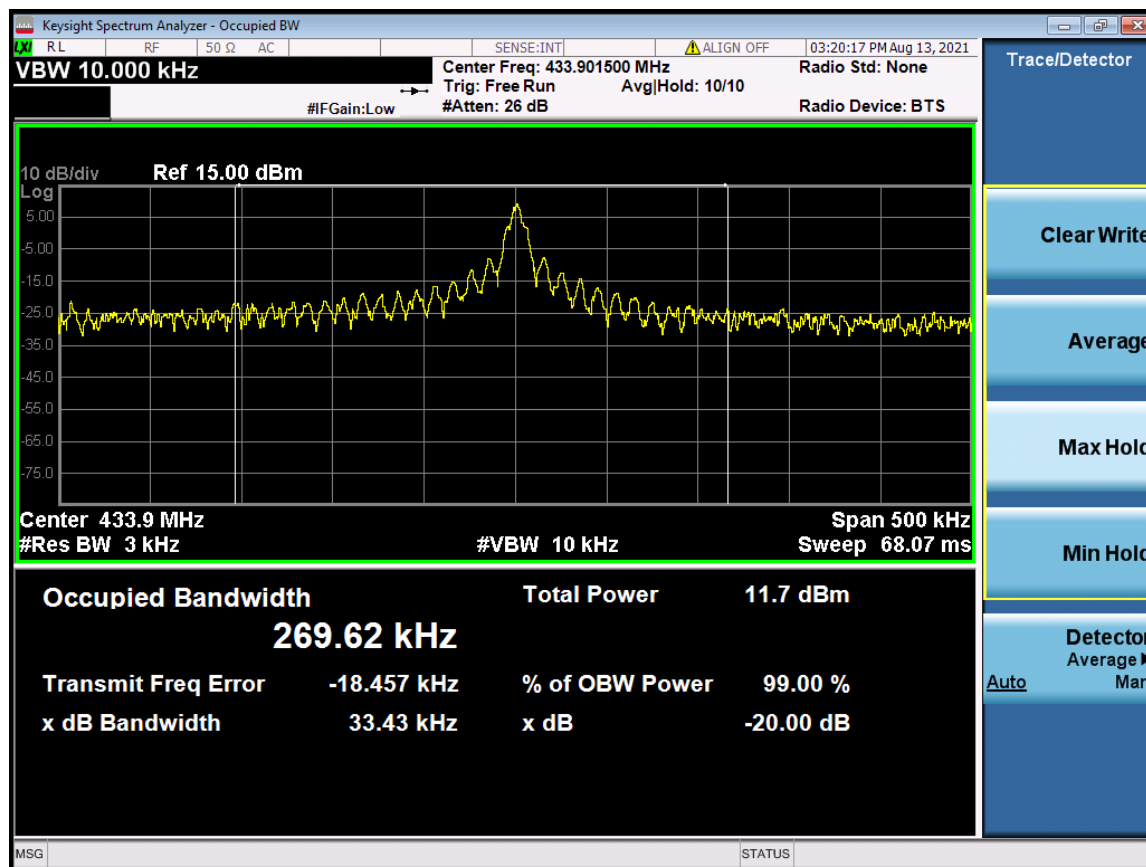 Keysight Spectrum Analyzer - Occupied BW
LXI RL RF 50 Ω AC SENSE:INT ALIGN OFF 03:20:17 PM Aug 13, 2021
VBW 10.000 kHz
Center Freq: 433.901500 MHz Radio Std: None
Trig: Free Run Avg|Hold: 10/10
#IFGain:Low #Atten: 26 dB Radio Device: BTS
10 dB/div Ref 15.00 dBm
Log
5.00
-5.00
-15.0
-25.0
-35.0
-45.0
-55.0
-65.0
-75.0
Center 433.9 MHz Span 500 kHz
#Res BW 3 kHz #VBW 10 kHz Sweep 68.07 ms
Occupied Bandwidth Total Power 11.7 dBm
269.62 kHz
Transmit Freq Error -18.457 kHz % of OBW Power 99.00 %
x dB Bandwidth 33.43 kHz x dB -20.00 dB
MSG STATUS
Trace/Detector
Clear Write
Average
Max Hold
Min Hold
Detector
Average
Auto Man